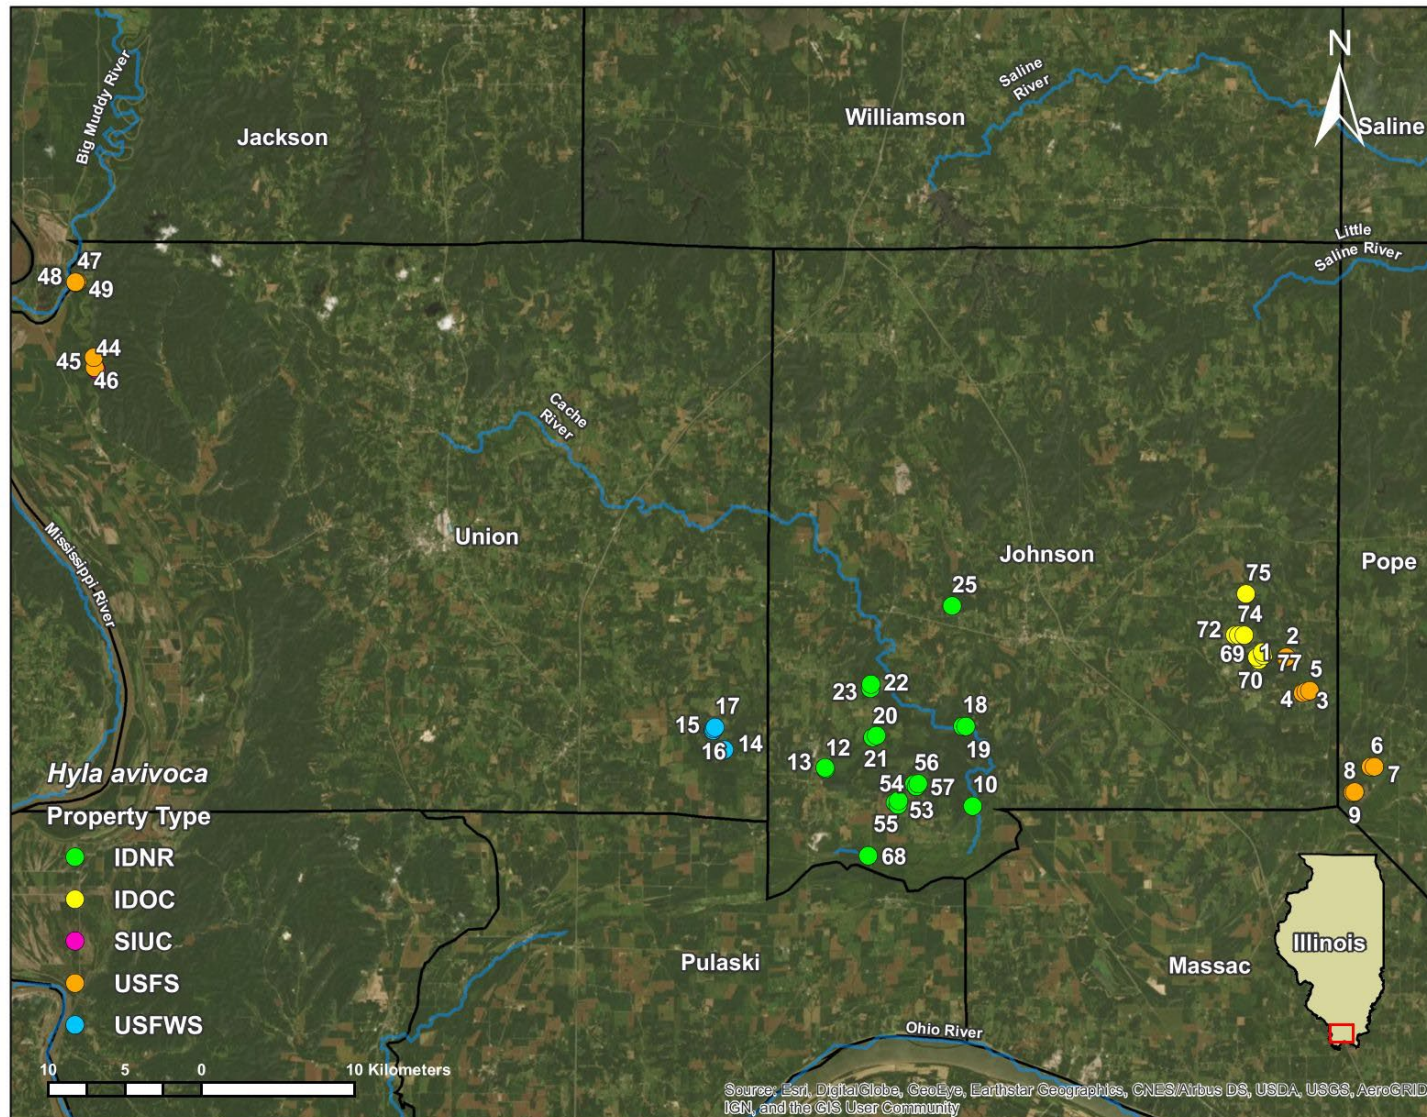 N
Big Muddy River
Jackson
Williamson
Saline
River
Saline
Little
Saline River
47
48
49
44
45
46
Cache
River
Mississippi River
Union
Johnson
Pope
25
75
74
72
2
69
1
77
70
5
4
3
22
23
17
15
16
14
20
21
18
19
12
13
56
54
57
10
53
55
68
6
8
7
9
Hyla avivoca
Property Type
IDNR
IDOC
SIUC
USFS
USFWS
Pulaski
Massac
Illinois
Ohio River
10 5 0 10 Kilometers
Source: Esri, DigitalGlobe, GeoEye, Earthstar Geographics, CNES/Airbus DS, USDA, USGS, AeroGRID,
IGN, and the GIS User Community